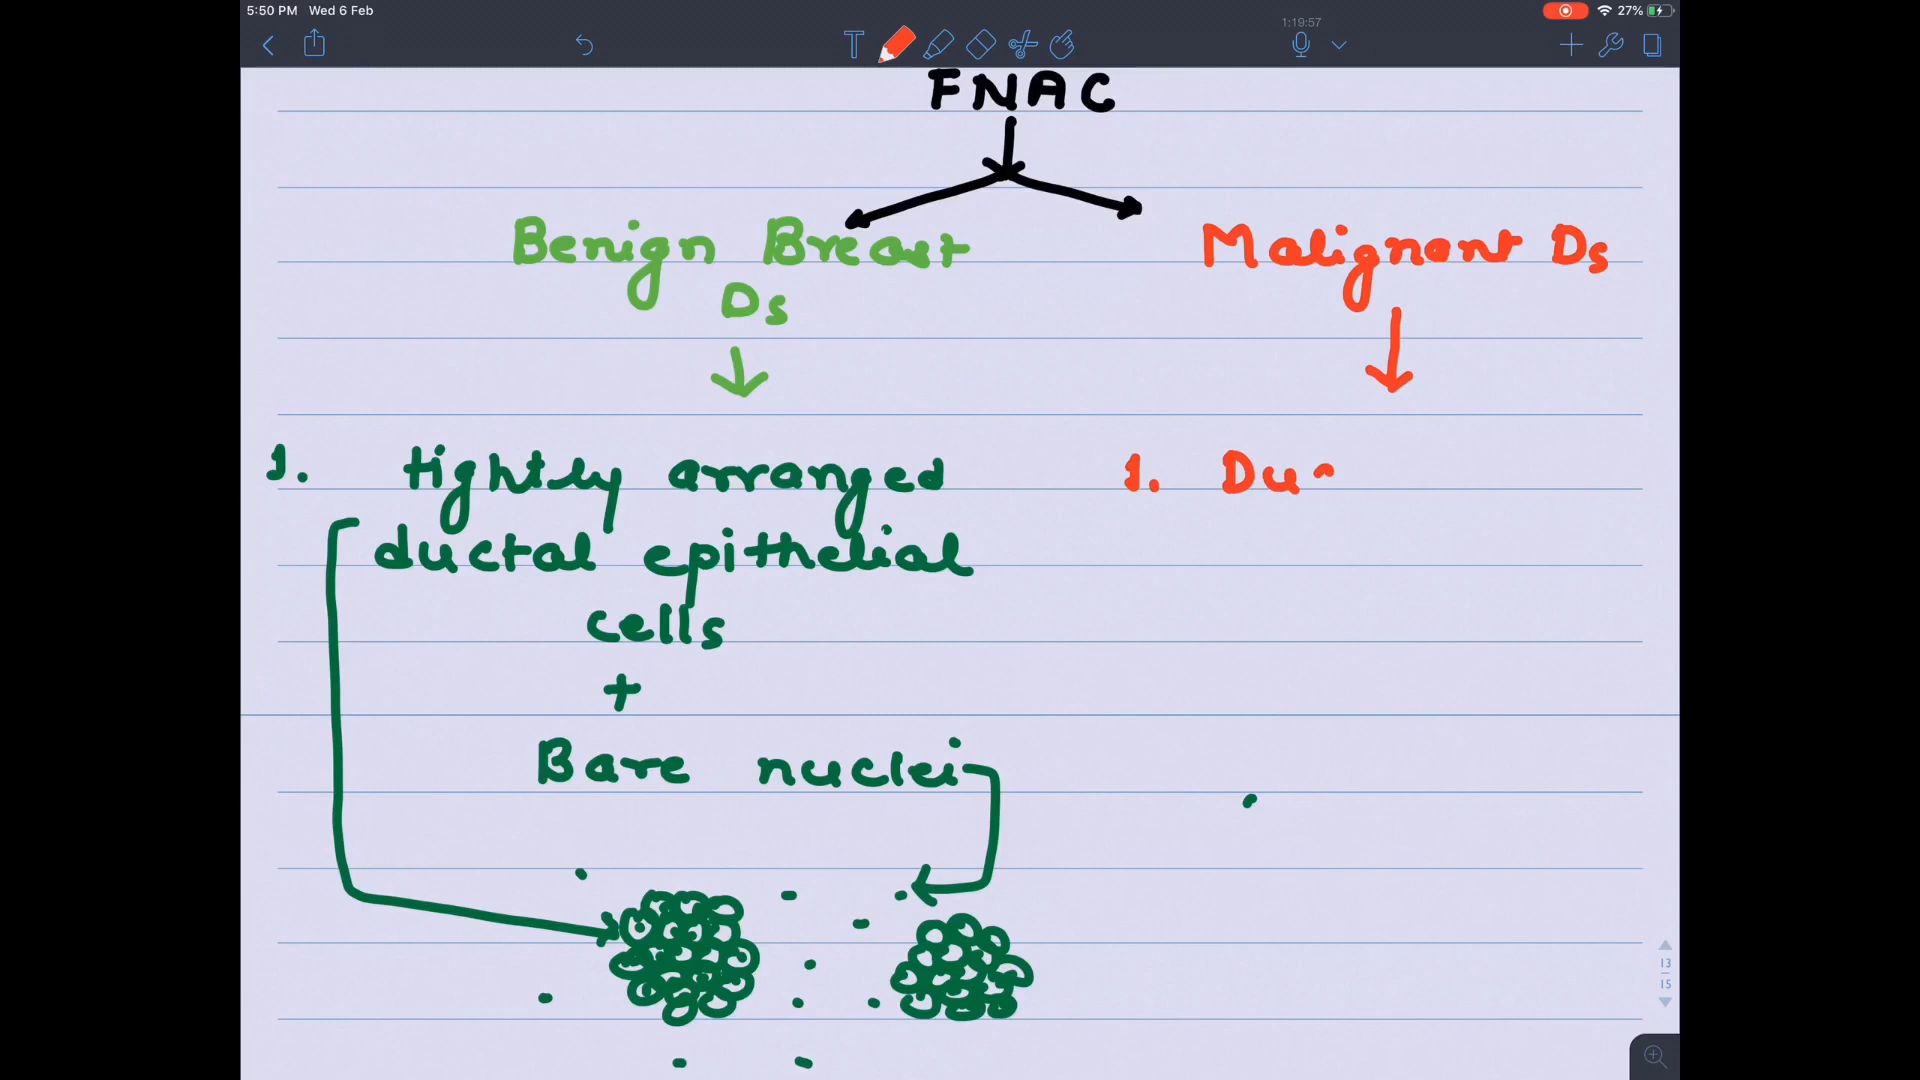 5:50 PM Wed 6 Feb
27%
1:19:57
T
FNAC
Benign Breast
Ds
Malignant Ds
1. tightly arranged
ductal epithelial
cells
+
Bare nuclei
1. Du
13
15